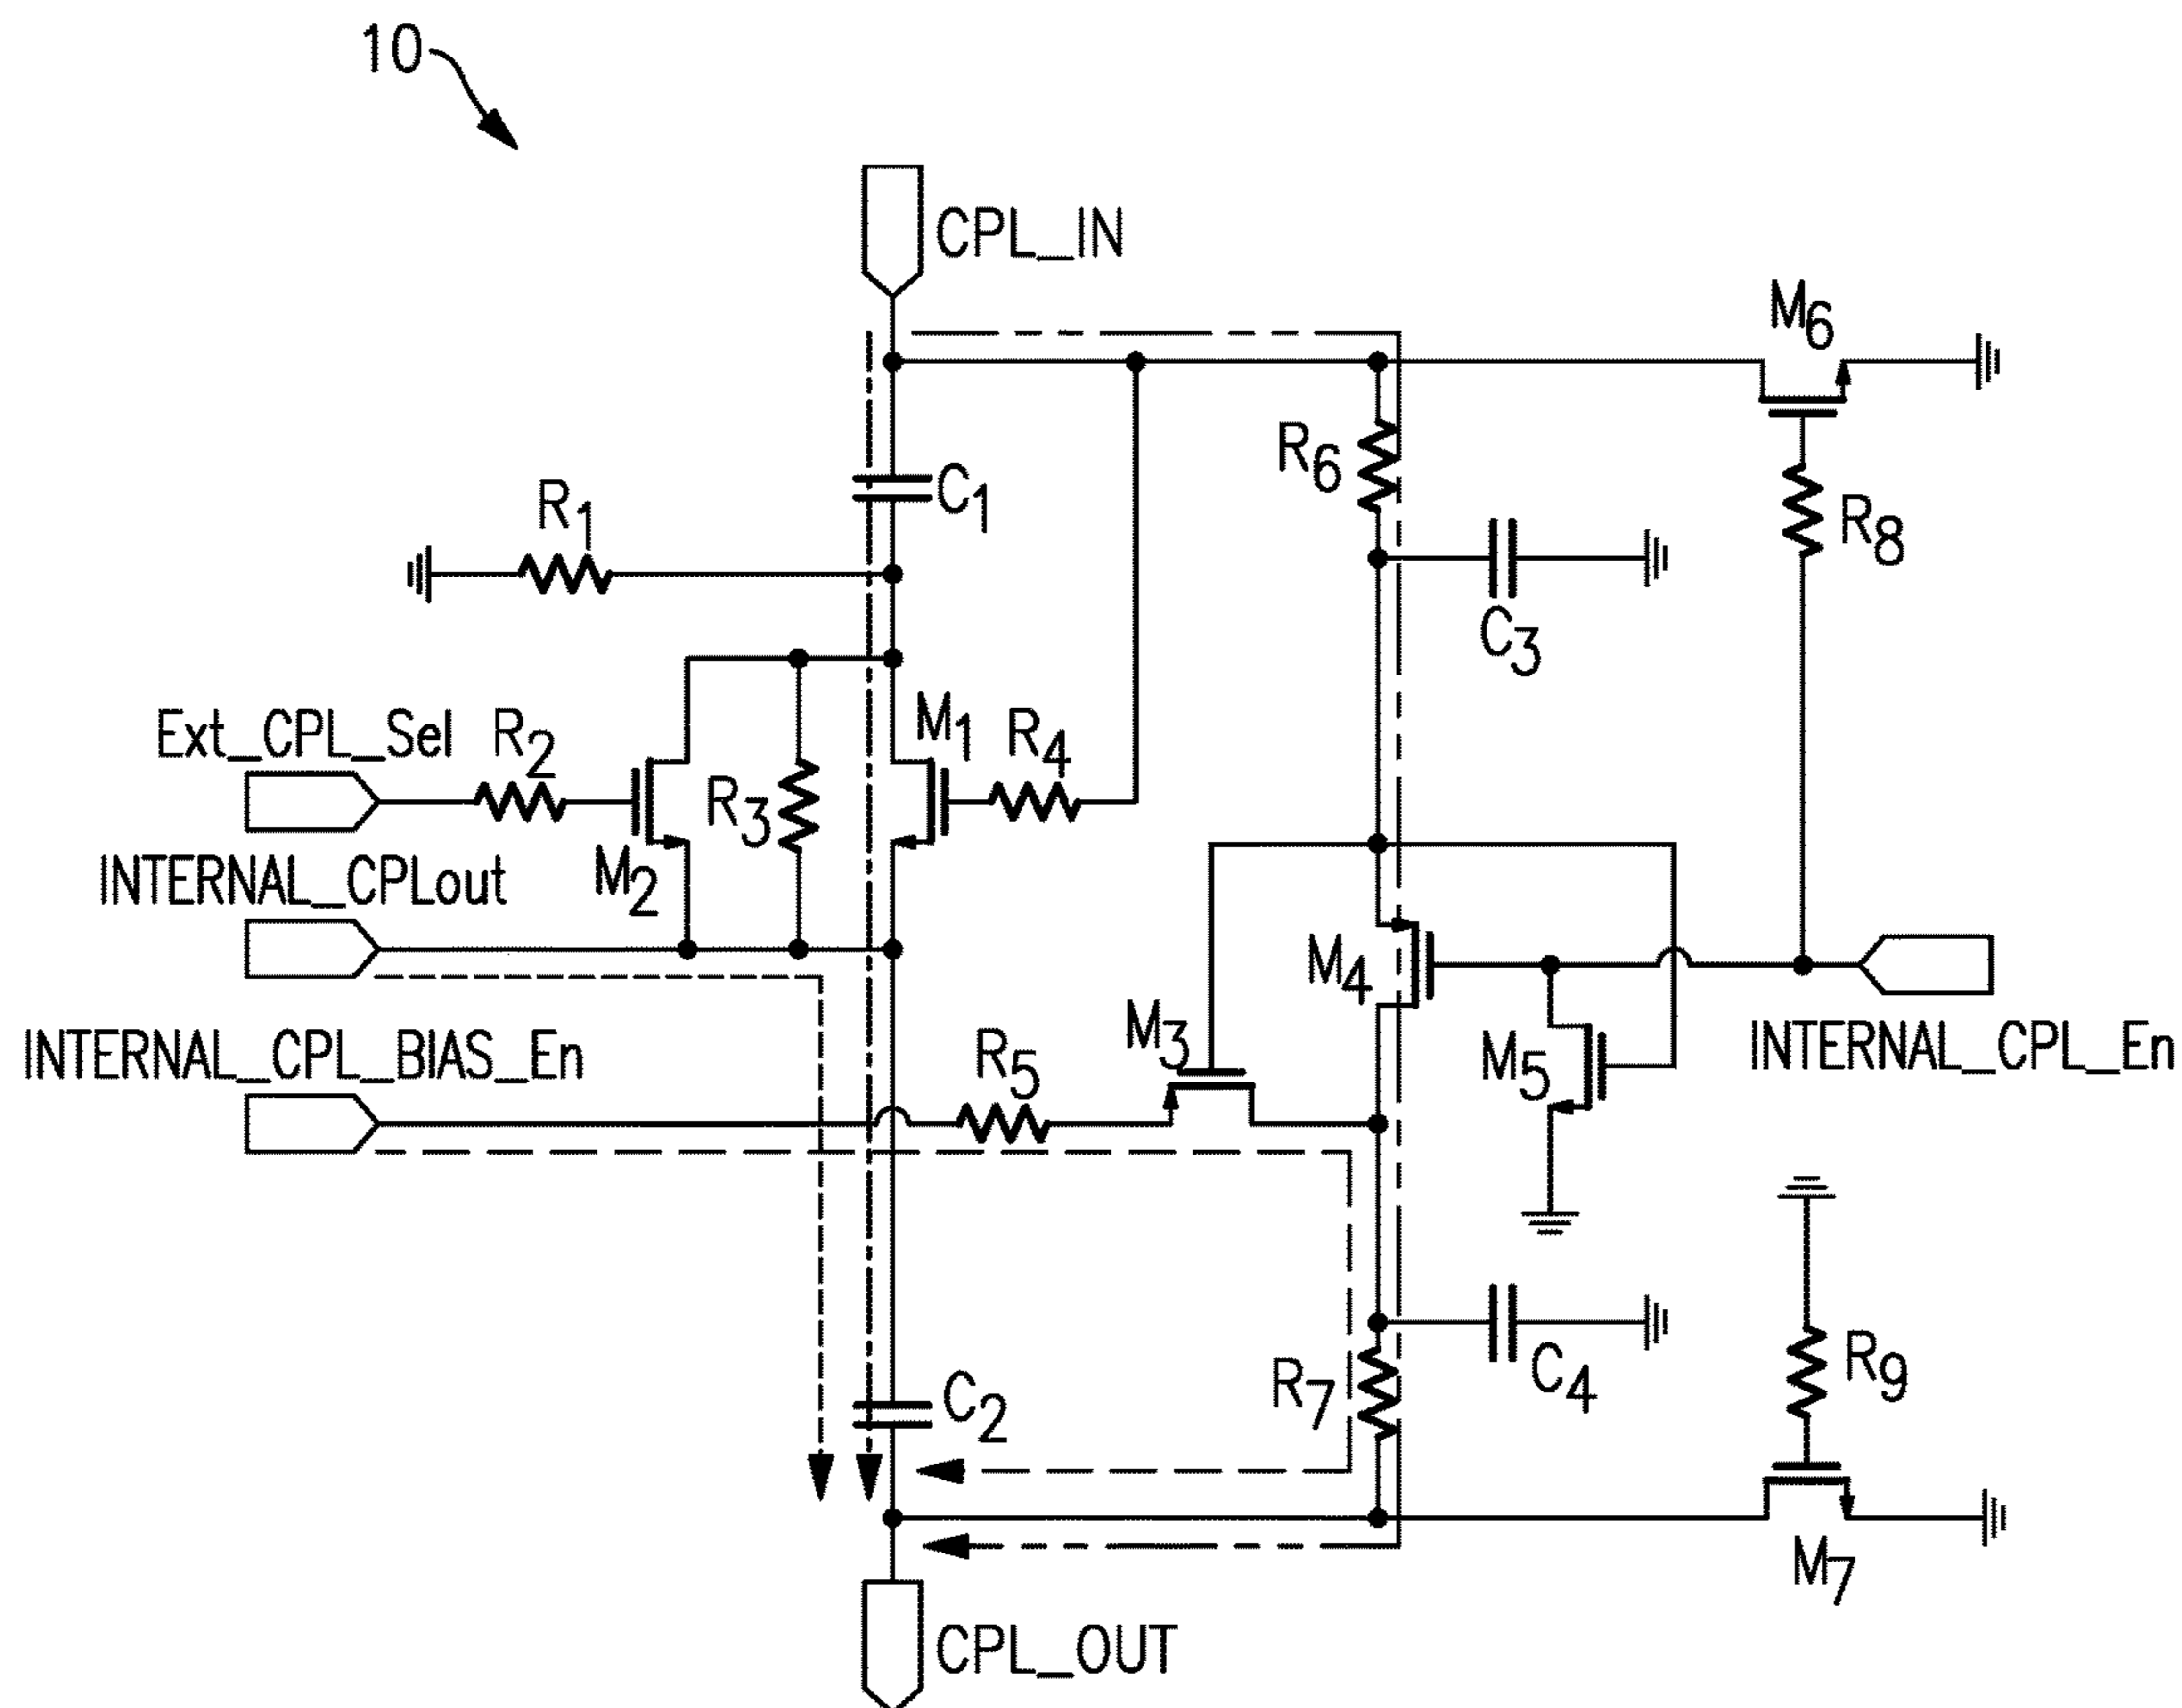 10
CPL_IN
M6
R6
C1
R1
R8
C3
M1
Ext_CPL_Sel
R2
R4
R3
M2
INTERNAL_CPLout
M4
M3
INTERNAL_CPL_BIAS_En
R5
M5
INTERNAL_CPL_En
R9
C4
R7
C2
M7
CPL_OUT